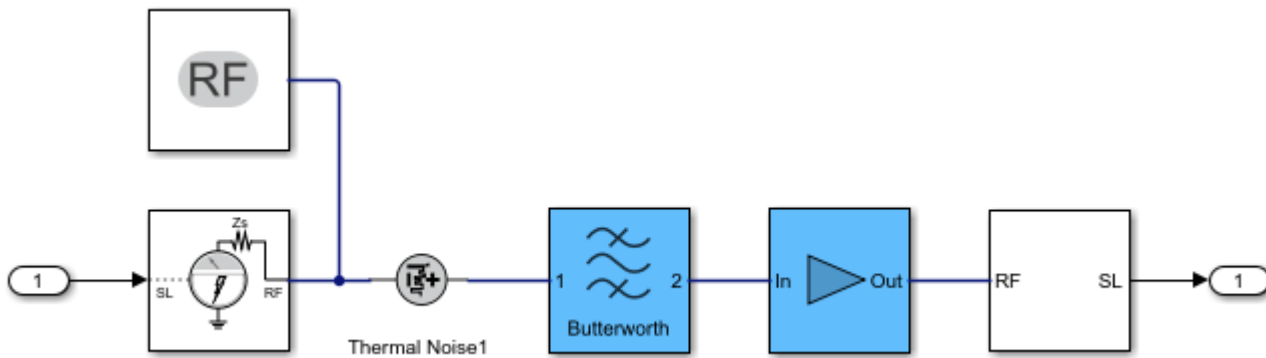 RF
Zs
1
SL
RF
Thermal Noise1
1
2
Butterworth
In
Out
RF
SL
1